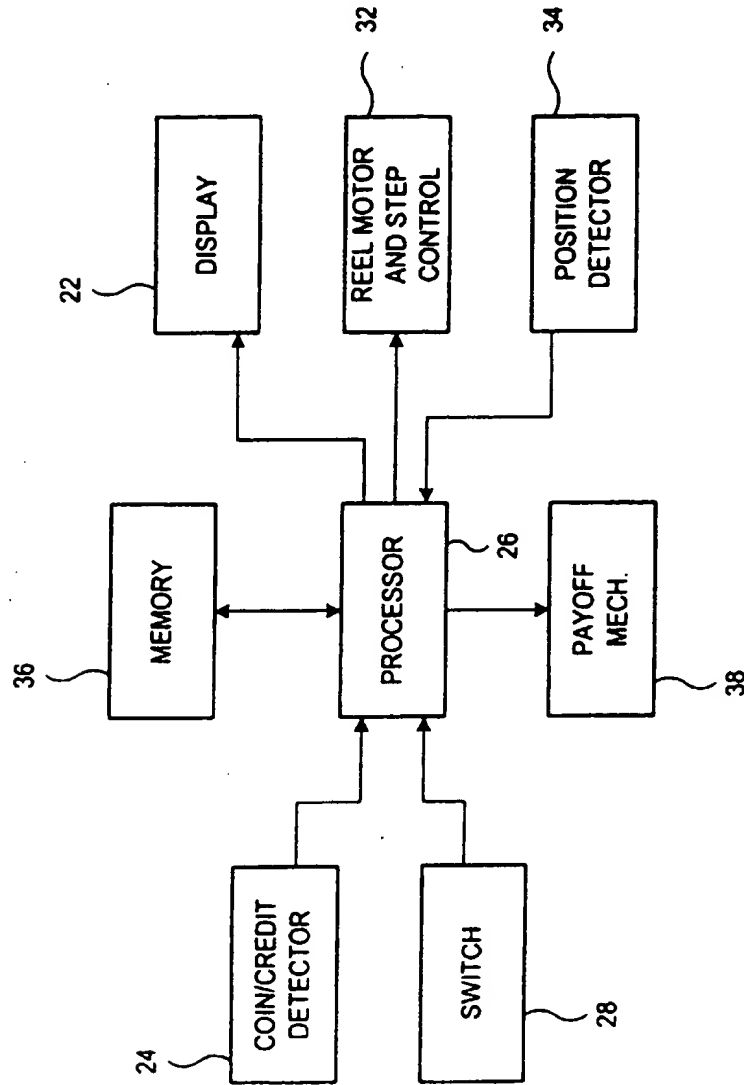 22
DISPLAY
32
REEL MOTOR
AND STEP
CONTROL
34
POSITION
DETECTOR
36
MEMORY
PROCESSOR
26
PAYOFF
MECH.
38
24
COIN/CREDIT
DETECTOR
SWITCH
28